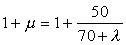 1 + μ = 1 + 50 / (70 + λ)